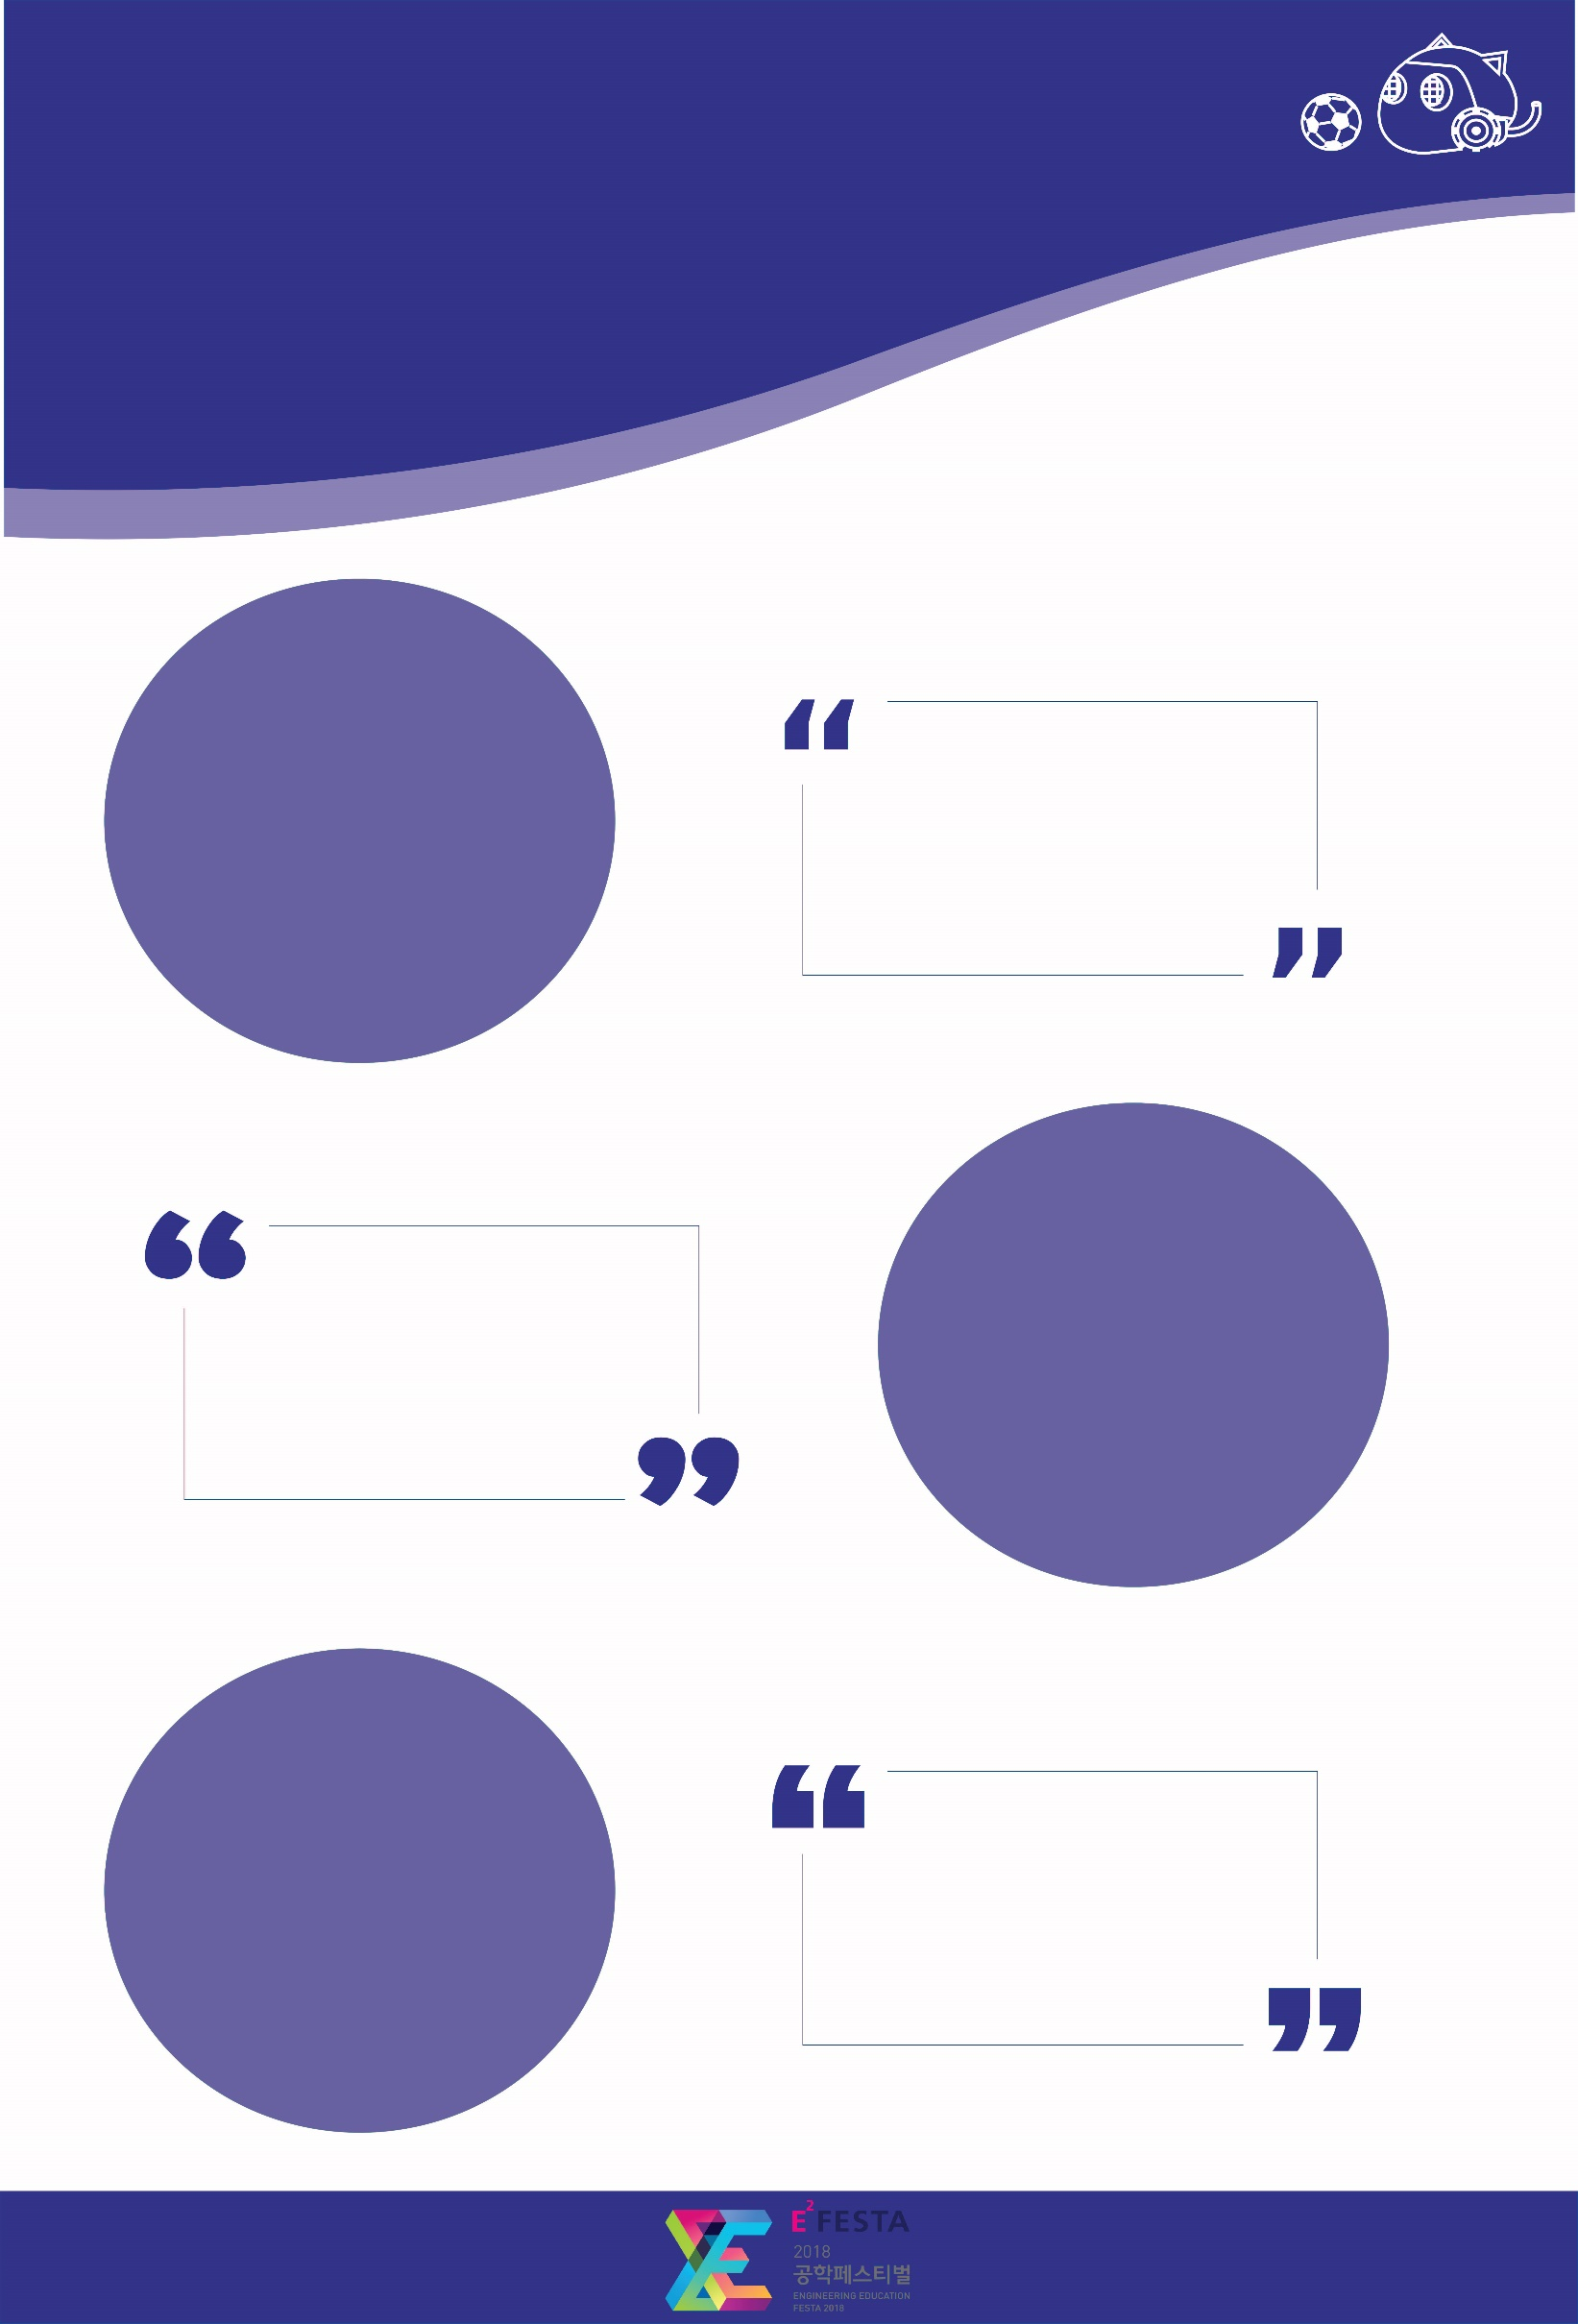 “
”
“
”
“
”
E² FESTA
2018
공학페스티벌
ENGINEERING EDUCATION
FESTA 2018